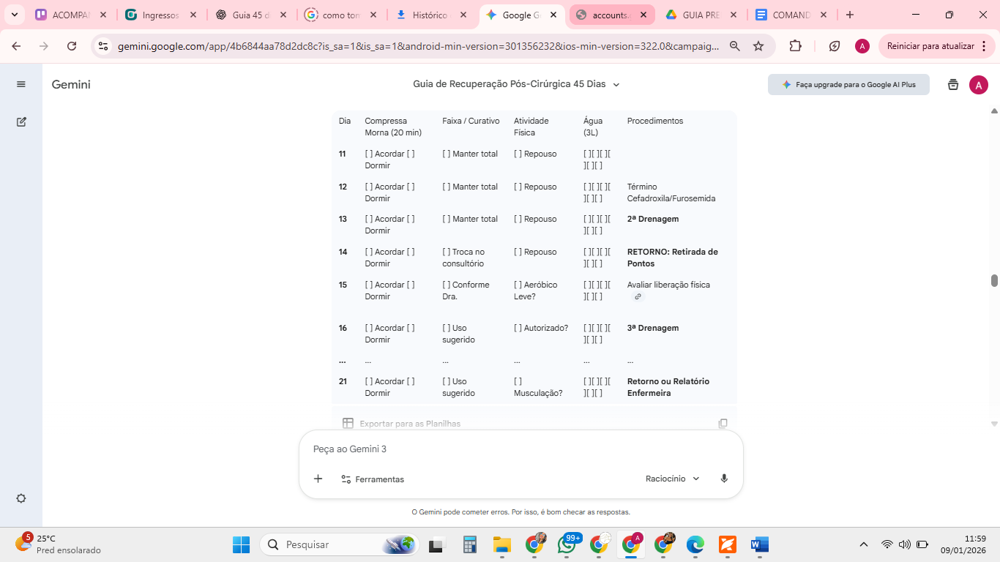 ACOMPA
Ingressos
Guia 45 d
como ton
Histórico
Google G
accounts.
GUIA PRE
COMAND
gemini.google.com/app/4b6844aa78d2dc8c?is_sa=1&is_sa=1&android-min-version=301356232&ios-min-version=322.0&campaig...
A
Reiniciar para atualizar
Gemini
Guia de Recuperação Pós-Cirúrgica 45 Dias
Faça upgrade para o Google AI Plus
A
Dia Compressa Morna (20 min) Faixa / Curativo Atividade Física Água (3L) Procedimentos
11 [ ] Acordar [ ] Dormir [ ] Manter total [ ] Repouso [ ][ ][ ][ ][ ][ ]
12 [ ] Acordar [ ] Dormir [ ] Manter total [ ] Repouso [ ][ ][ ][ ][ ][ ] Término Cefadroxila/Furosemida
13 [ ] Acordar [ ] Dormir [ ] Manter total [ ] Repouso [ ][ ][ ][ ][ ][ ] 2ª Drenagem
14 [ ] Acordar [ ] Dormir [ ] Troca no consultório [ ] Repouso [ ][ ][ ][ ][ ][ ] RETORNO: Retirada de Pontos
15 [ ] Acordar [ ] Dormir [ ] Conforme Dra. [ ] Aeróbico Leve? [ ][ ][ ][ ][ ][ ] Avaliar liberação física
16 [ ] Acordar [ ] Dormir [ ] Uso sugerido [ ] Autorizado? [ ][ ][ ][ ][ ][ ] 3ª Drenagem
... ... ... ... ... ...
21 [ ] Acordar [ ] Dormir [ ] Uso sugerido [ ] Musculação? [ ][ ][ ][ ][ ][ ] Retorno ou Relatório Enfermeira
Exportar para as Planilhas
Peça ao Gemini 3
Ferramentas
Raciocínio
O Gemini pode cometer erros. Por isso, é bom checar as respostas.
5
25°C
Pred ensolarado
Pesquisar
99+
A
11:59
09/01/2026